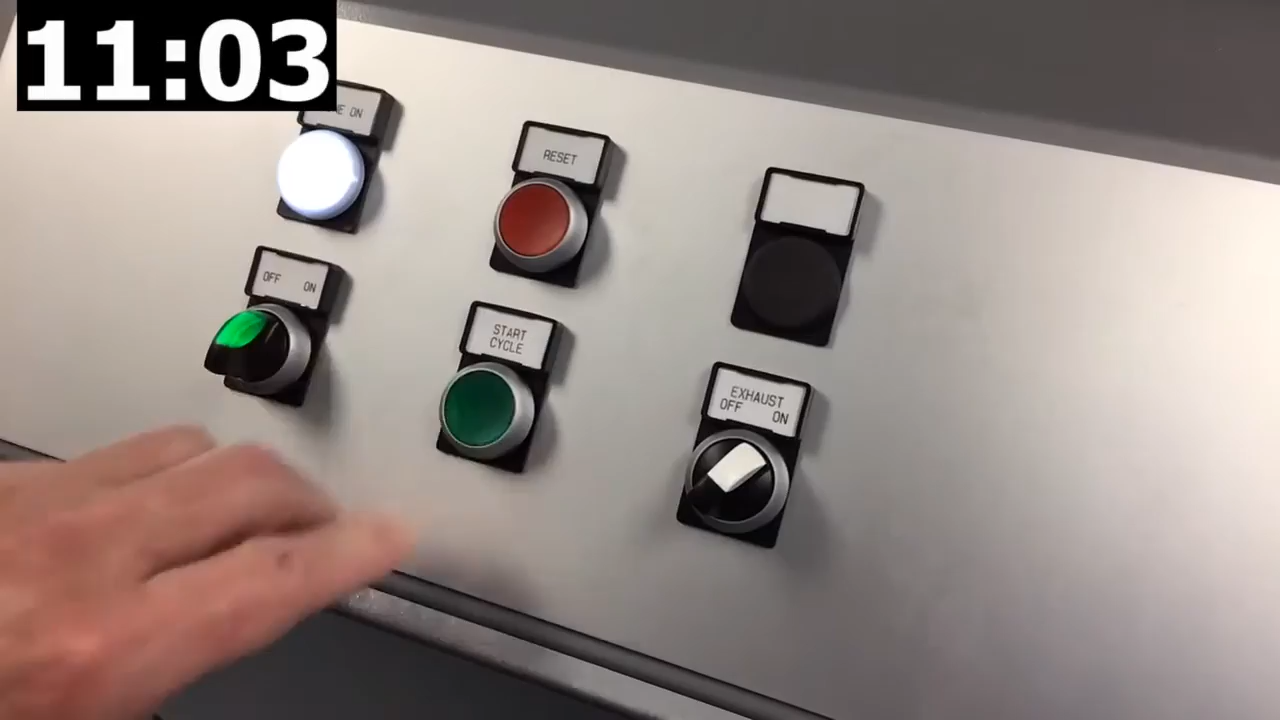 11:03
ON
RESET
OFF ON
START
CYCLE
EXHAUST
OFF ON